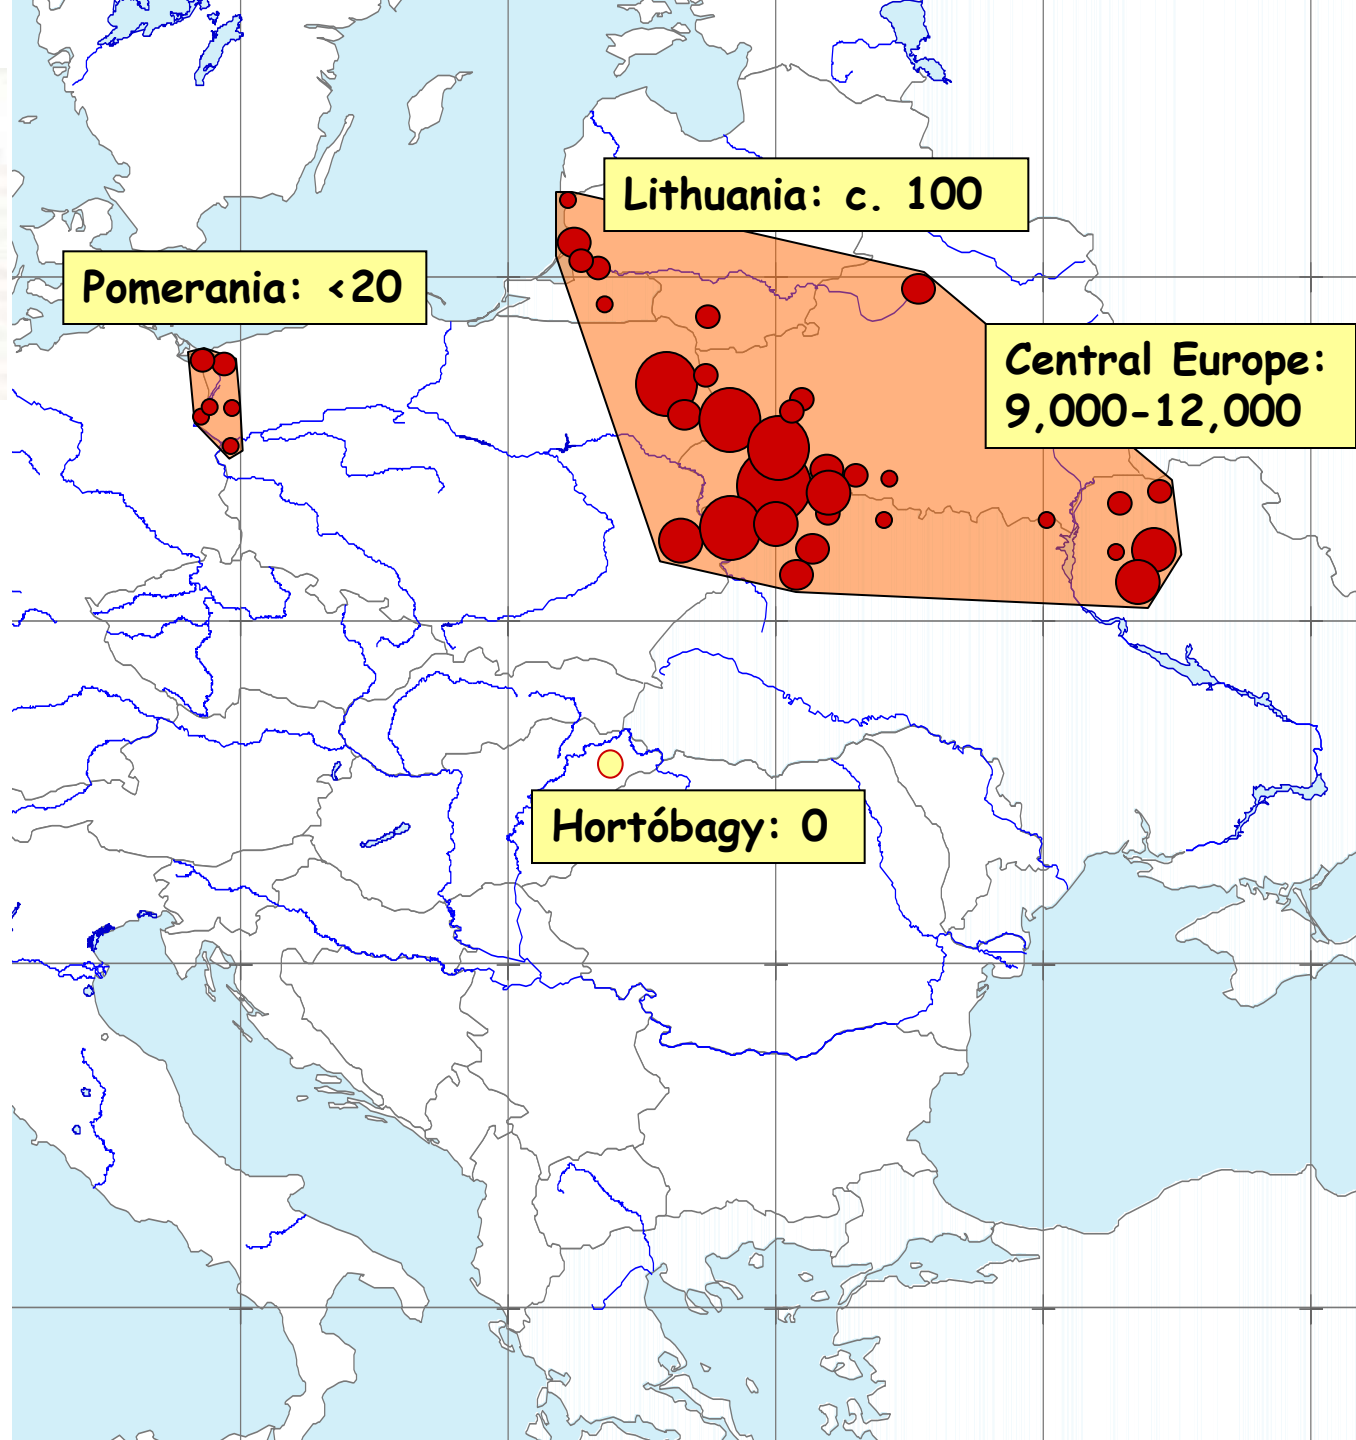 Lithuania: c. 100
Pomerania: <20
Central Europe:
9,000-12,000
Hortóbagy: 0